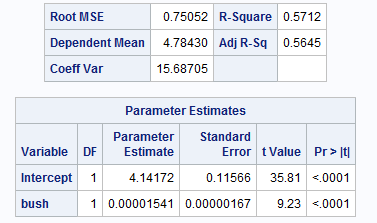 Root MSE 0.75052 R-Square 0.5712
Dependent Mean 4.78430 Adj R-Sq 0.5645
Coeff Var 15.68705
Parameter Estimates
Variable DF Parameter Estimate Standard Error t Value Pr > |t|
Intercept 1 4.14172 0.11566 35.81 <.0001
bush 1 0.00001541 0.00000167 9.23 <.0001